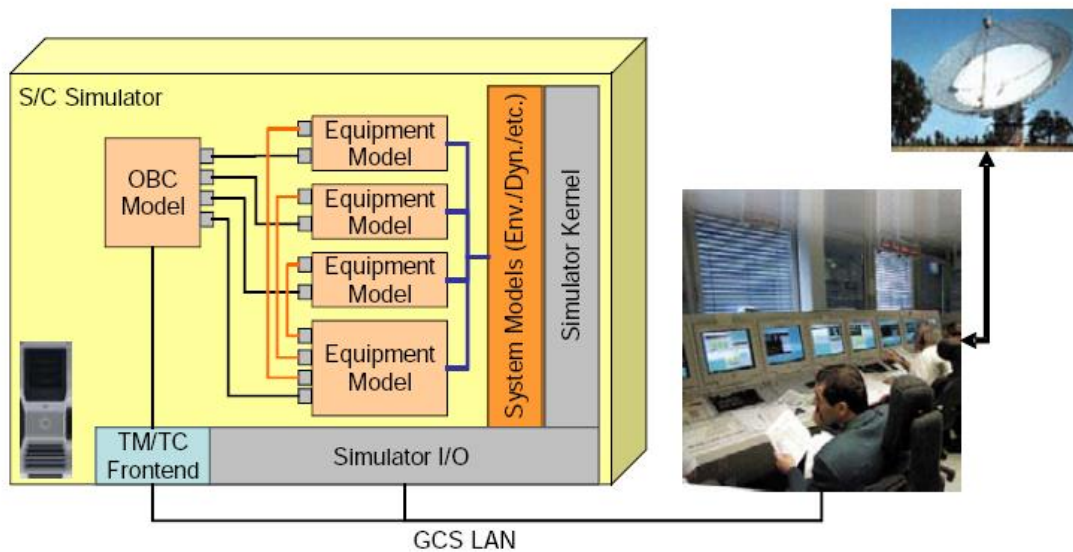 S/C Simulator
OBC
Model
Equipment
Model
Equipment
Model
Equipment
Model
Equipment
Model
System Models (Env./Dyn./etc.)
Simulator Kernel
TM/TC
Frontend
Simulator I/O
GCS LAN